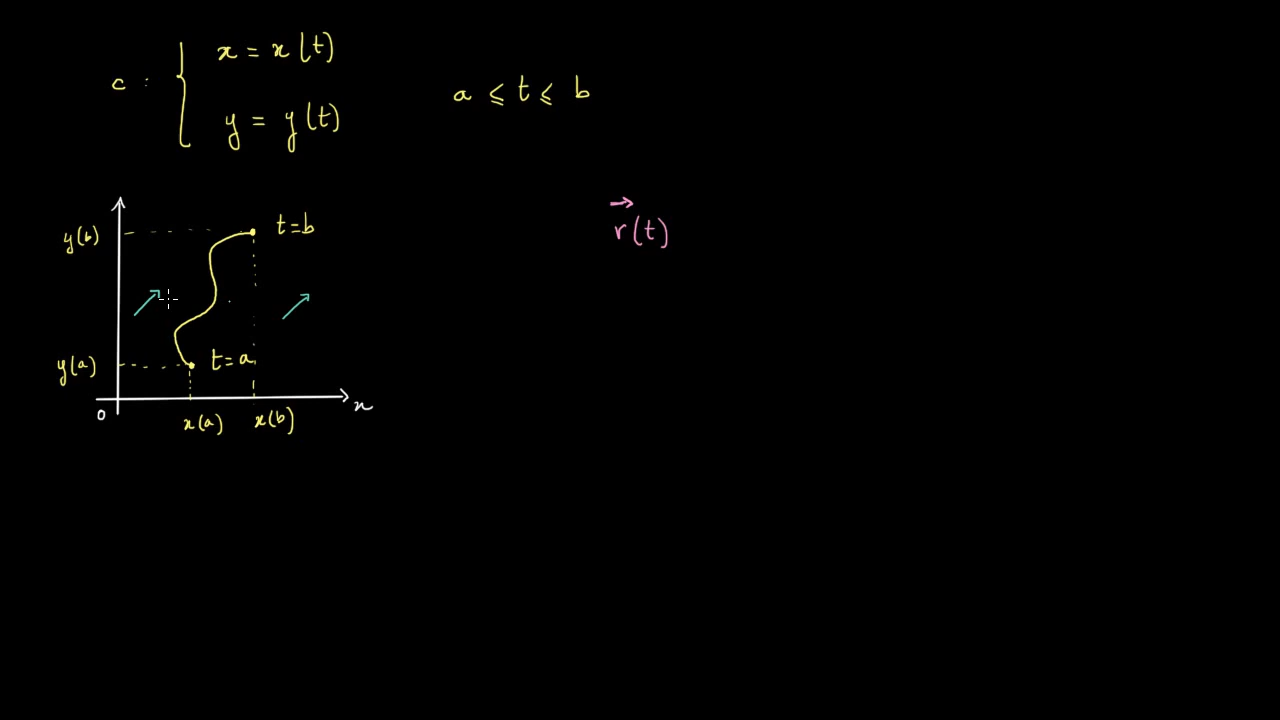 c : { x = x(t)
y = y(t)
a ⩽ t ⩽ b
r⃗(t)
y(b)
t=b
y(a)
t=a
0
x(a)
x(b)
x